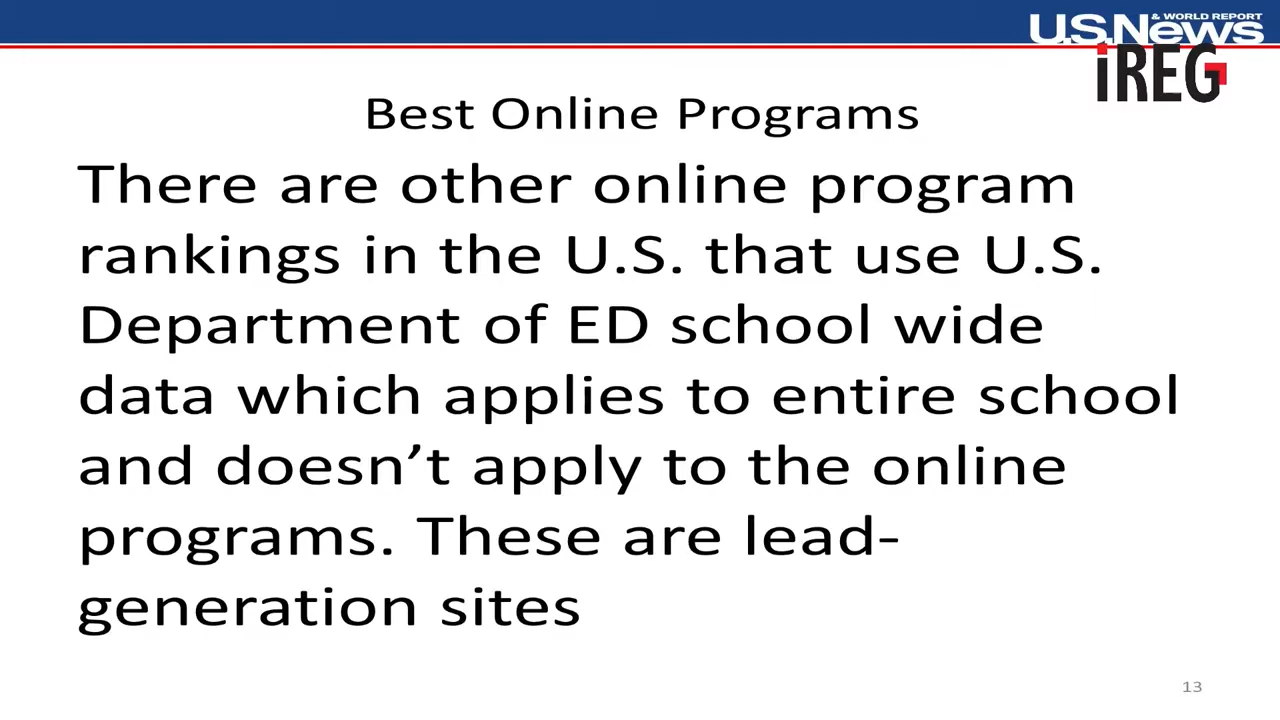 & WORLD REPORT
U.S.News
iREG
Best Online Programs
There are other online program
rankings in the U.S. that use U.S.
Department of ED school wide
data which applies to entire school
and doesn’t apply to the online
programs. These are lead-
generation sites
13